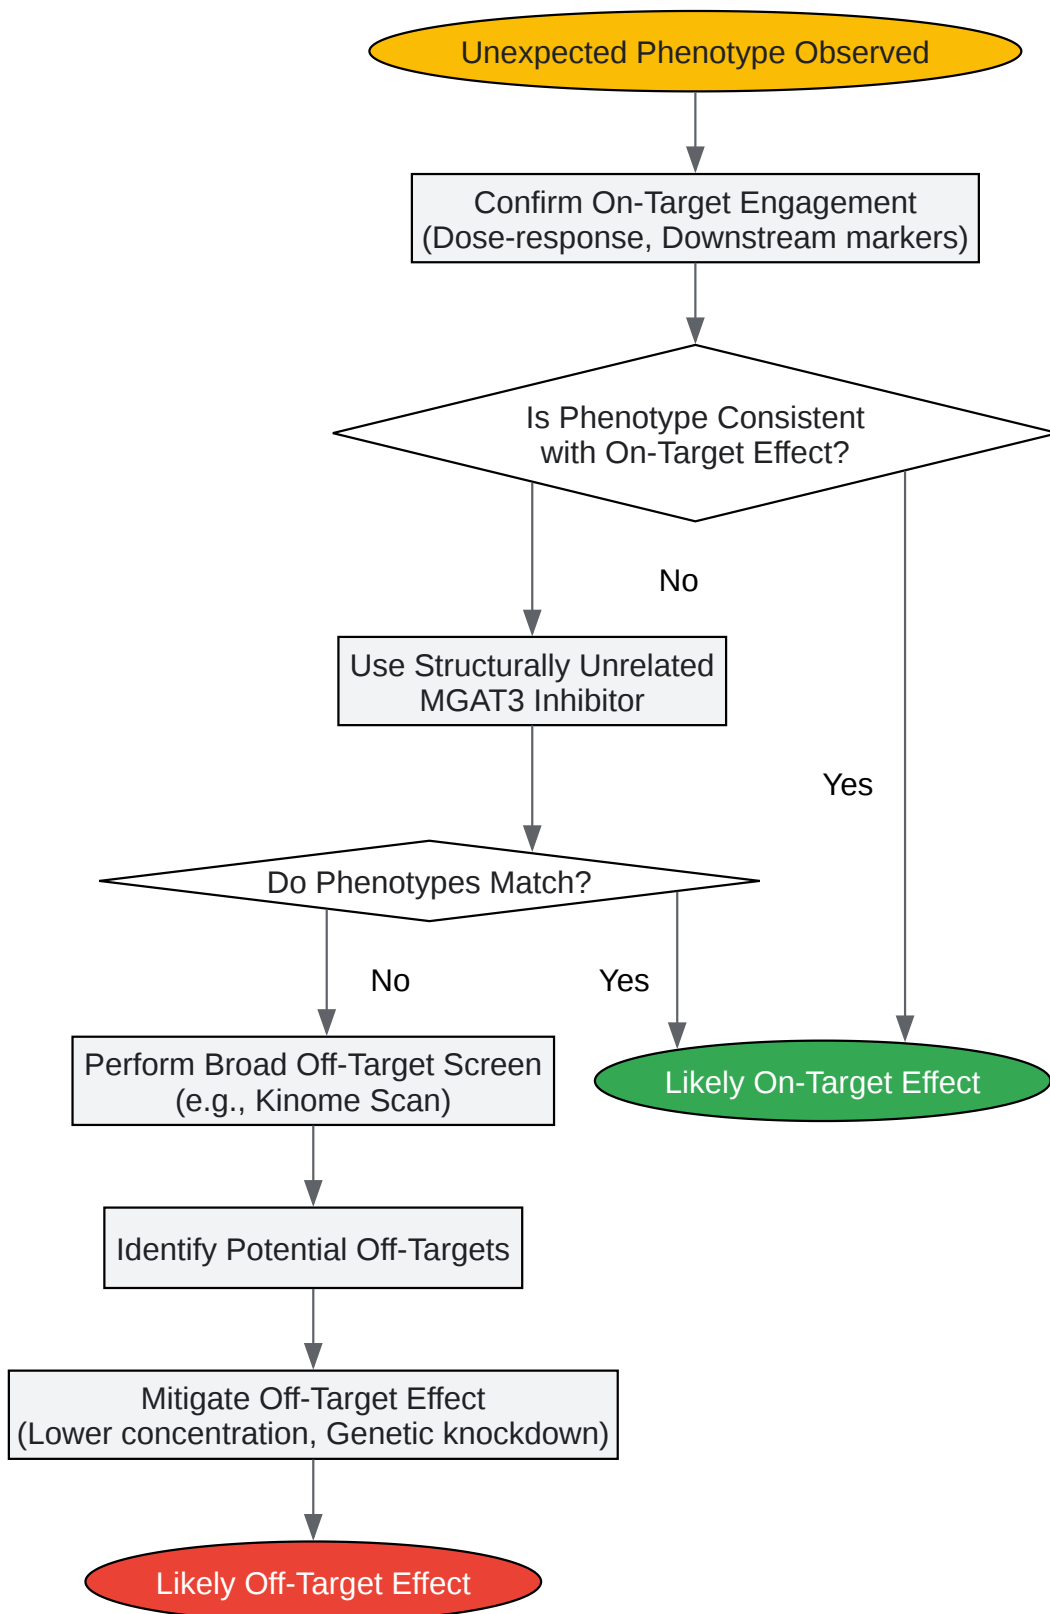 Unexpected Phenotype Observed
Confirm On-Target Engagement
(Dose-response, Downstream markers)
Is Phenotype Consistent
with On-Target Effect?
No
Use Structurally Unrelated
MGAT3 Inhibitor
Yes
Do Phenotypes Match?
No
Yes
Perform Broad Off-Target Screen
(e.g., Kinome Scan)
Likely On-Target Effect
Identify Potential Off-Targets
Mitigate Off-Target Effect
(Lower concentration, Genetic knockdown)
Likely Off-Target Effect